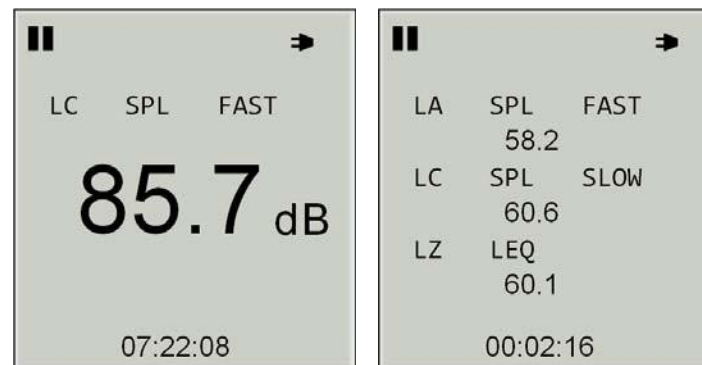 LC SPL FAST
85.7 dB
07:22:08
LA SPL FAST
58.2
LC SPL SLOW
60.6
LZ LEQ
60.1
00:02:16